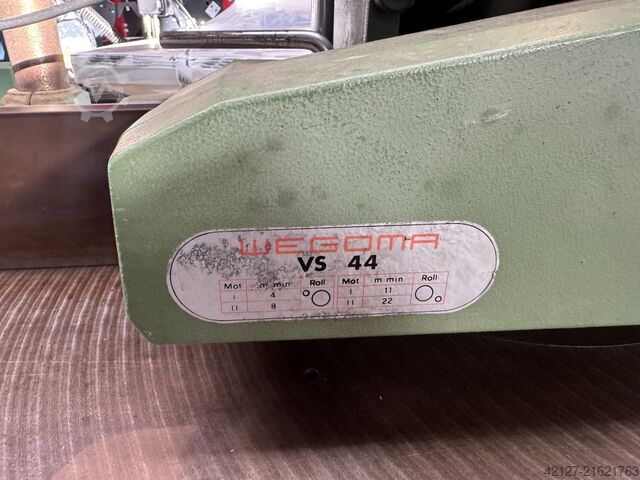 WEGOMA
VS 44
Mot m min Roll Mot m min Roll
I 4 I 11
II 8 II 22
42127-21621763